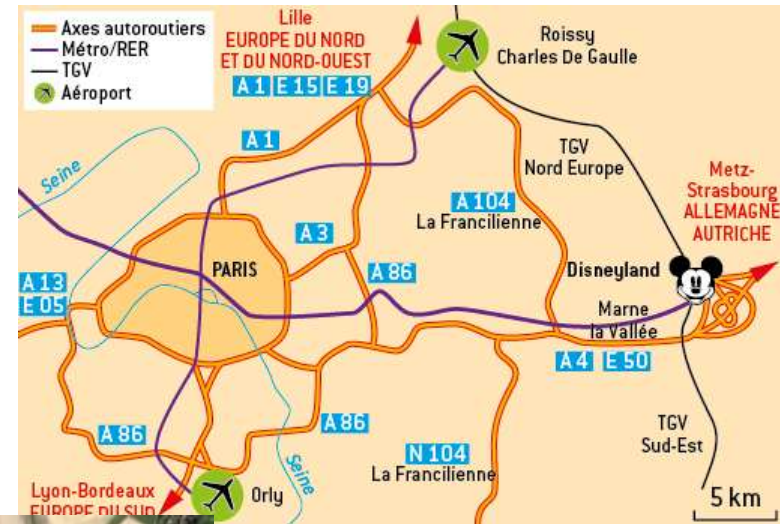 Axes autoroutiers
Métro/RER
TGV
Aéroport
Lille
EUROPE DU NORD
ET DU NORD-OUEST
A 1 E 15 E 19
Roissy
Charles De Gaulle
A 1
Seine
TGV
Nord Europe
Metz-
Strasbourg
ALLEMAGNE
AUTRICHE
A 104
La Francilienne
A 3
PARIS
A 86
Disneyland
A 13
E 05
Marne
la Vallée
A 4 E 50
A 86
A 86
TGV
Sud-Est
N 104
La Francilienne
Seine
Lyon-Bordeaux
EUROPE DU SUD
Orly
5 km